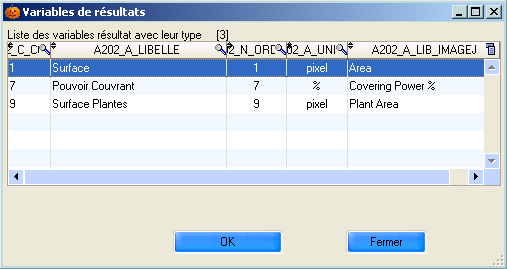 Variables de résultats
Liste des variables résultat avec leur type [3]
2_C_C A202_A_LIBELLE 2_N_ORD 02_A_UNI A202_A_LIB_IMAGEJ
1 Surface 1 pixel Area
7 Pouvoir Couvrant 7 % Covering Power %
9 Surface Plantes 9 pixel Plant Area
OK Fermer